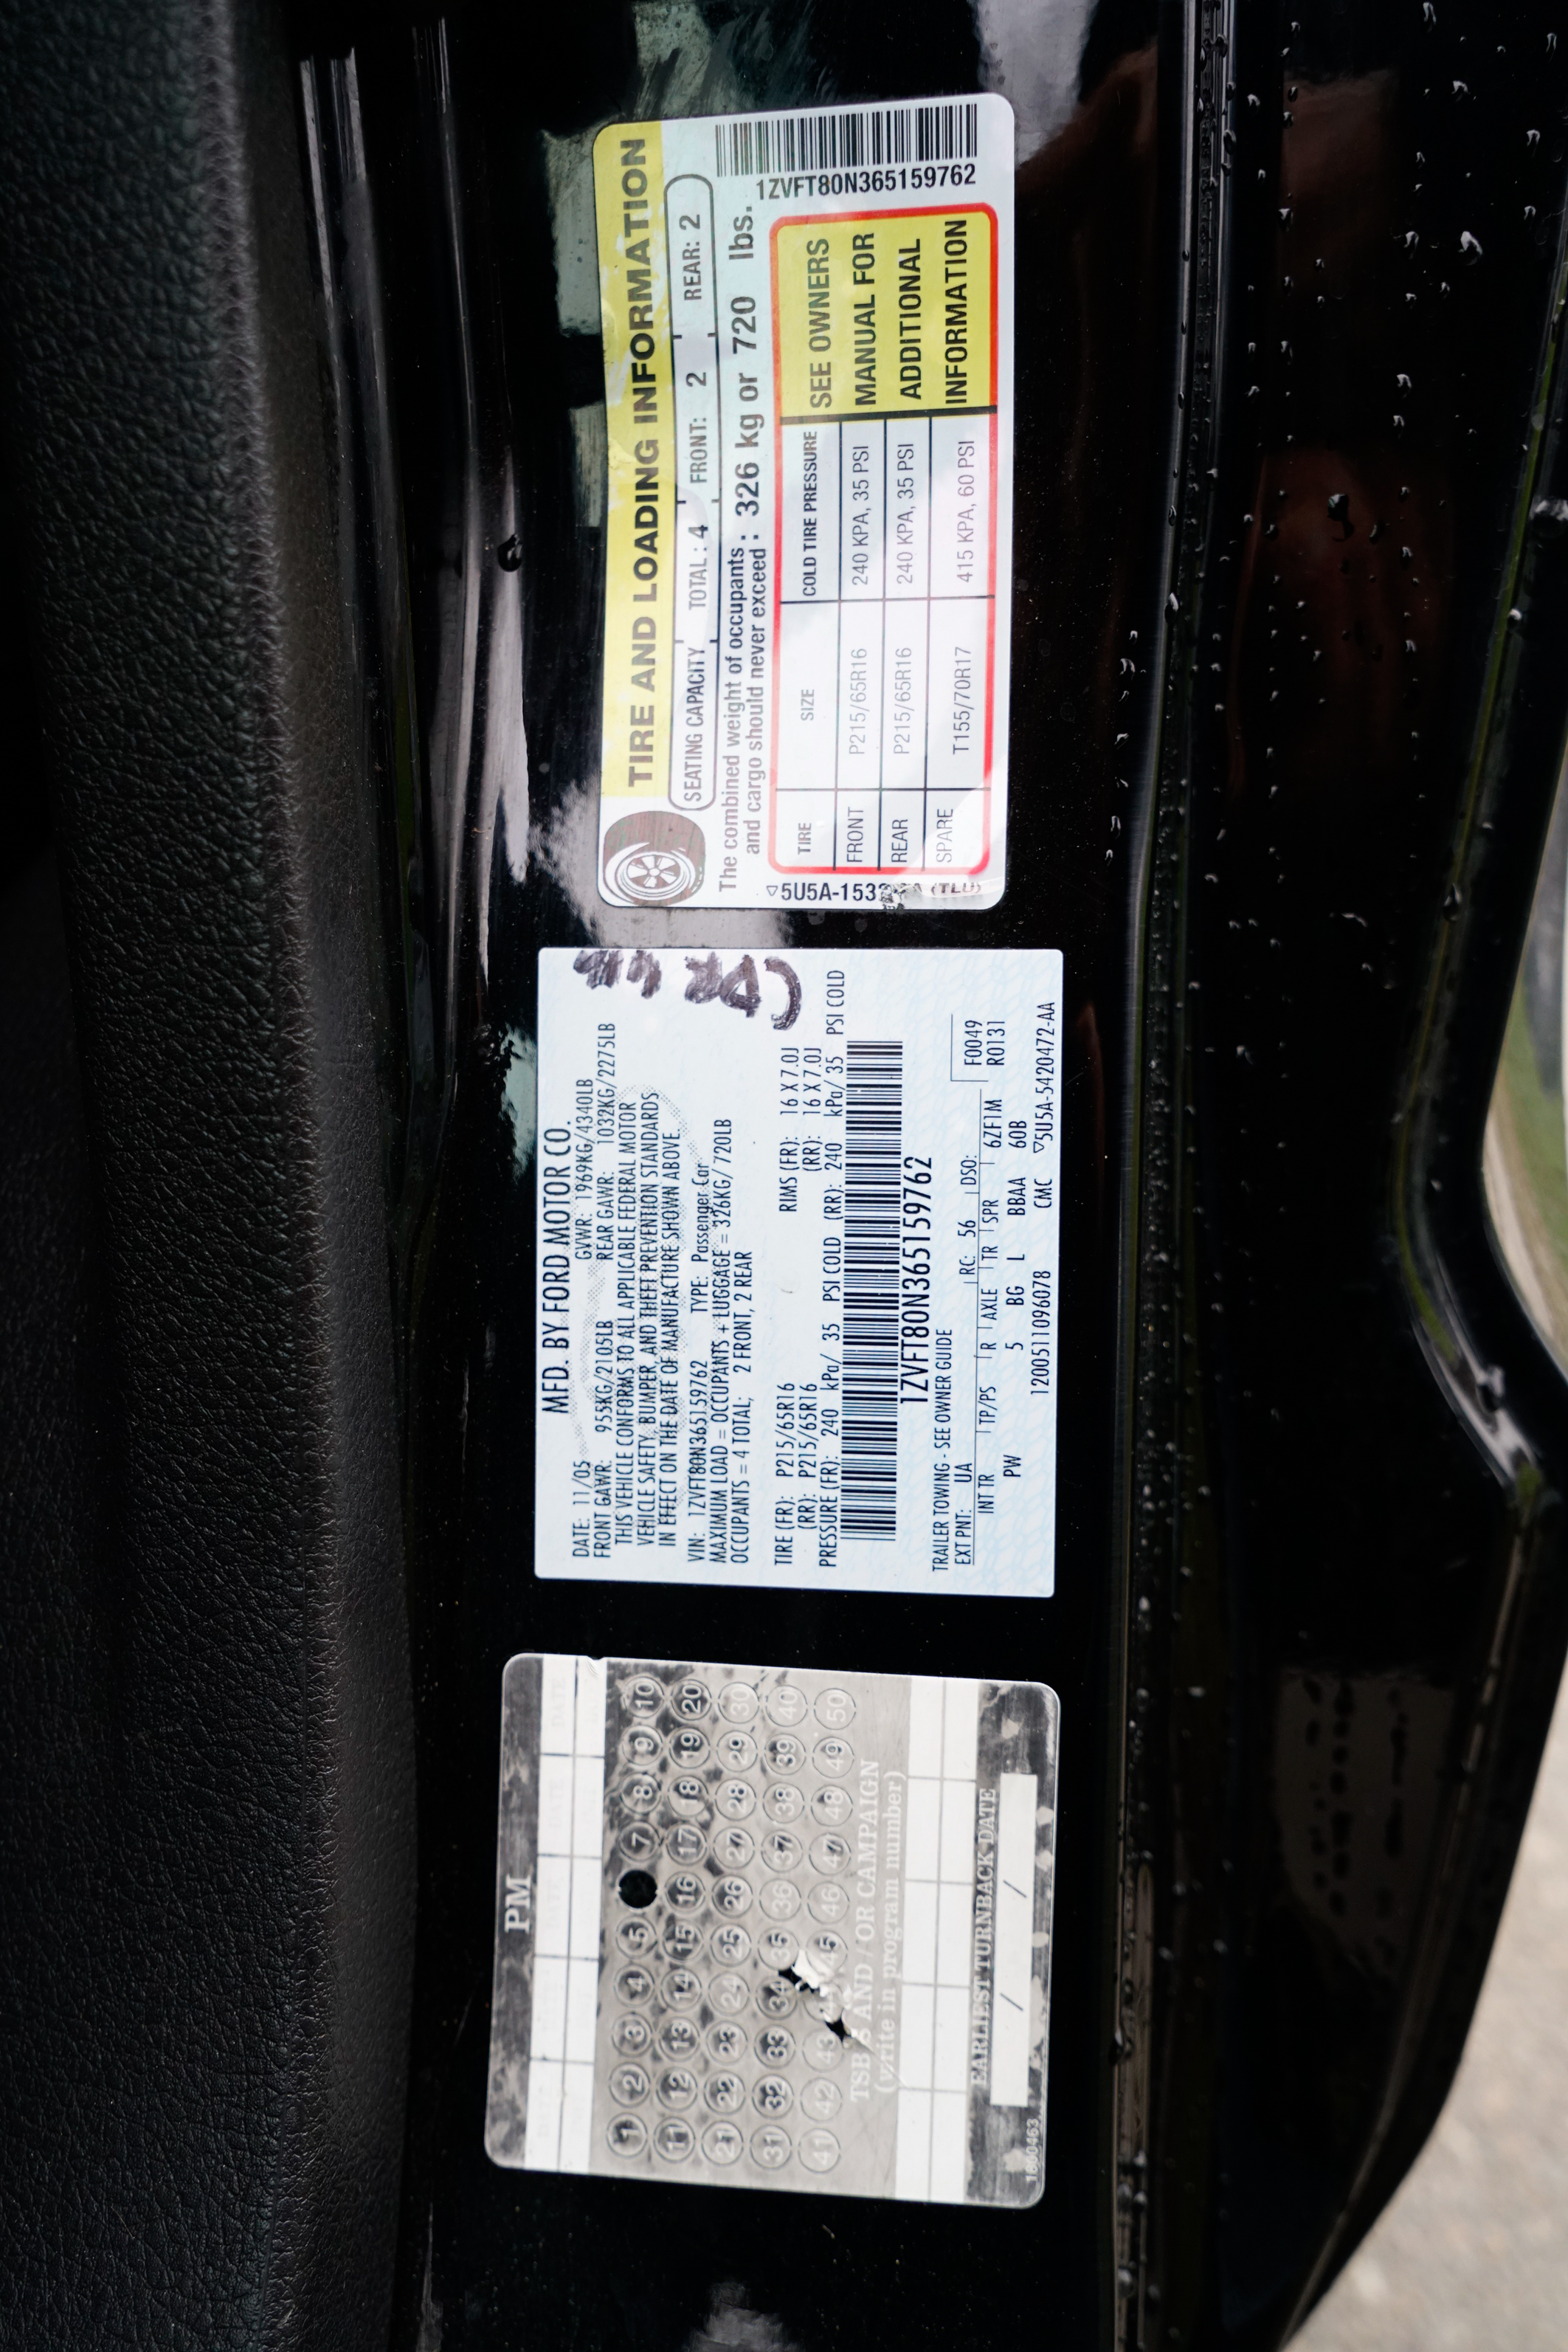 TIRE AND LOADING INFORMATION
SEATING CAPACITY TOTAL: 4 FRONT: 2 REAR: 2
The combined weight of occupants
and cargo should never exceed : 326 kg or 720 lbs.
TIRE SIZE COLD TIRE PRESSURE
FRONT P215/65R16 240 KPA, 35 PSI
REAR P215/65R16 240 KPA, 35 PSI
SPARE T155/70R17 415 KPA, 60 PSI
SEE OWNERS
MANUAL FOR
ADDITIONAL
INFORMATION
1ZVFT80N365159762
MFD. BY FORD MOTOR CO.
DATE: 11/05 GVWR: 1969KG/4340LB
FRONT GAWR: 955KG/2105LB REAR GAWR: 1032KG/2275LB
THIS VEHICLE CONFORMS TO ALL APPLICABLE FEDERAL MOTOR
VEHICLE SAFETY, BUMPER, AND THEFT PREVENTION STANDARDS
IN EFFECT ON THE DATE OF MANUFACTURE SHOWN ABOVE.
VIN: 1ZVFT80N365159762 TYPE: Passenger Car
MAXIMUM LOAD = OCCUPANTS + LUGGAGE = 326KG/720LB
OCCUPANTS = 4 TOTAL; 2 FRONT, 2 REAR
TIRE (FR): P215/65R16 RIMS (FR): 16 X 7.0J
(RR): P215/65R16 (RR): 16 X 7.0J
PRESSURE (FR): 240 kPa/ 35 PSI COLD (RR): 240 kPa/ 35 PSI COLD
1ZVFT80N365159762
TRAILER TOWING - SEE OWNER GUIDE
EXT PNT: UA RC: 56 DSO: F0049
INT TR TP/PS R AXLE TR SPR 6ZF1M R0131
PW 5 BG L BBAA 60B
1200511096078 CMC ▽5U5A-5420472-AA
PM
1 2 3 4 5 7 8 9 10
11 12 13 14 15 16 17 18 19 20
21 22 23 24 25 26 27 28 29 30
31 32 33 34 35 36 37 38 39 40
41 42 43 45 46 47 48 49 50
TSB'S AND/OR CAMPAIGN
(write in program number)
EARLIEST TURNBACK DATE
/ /